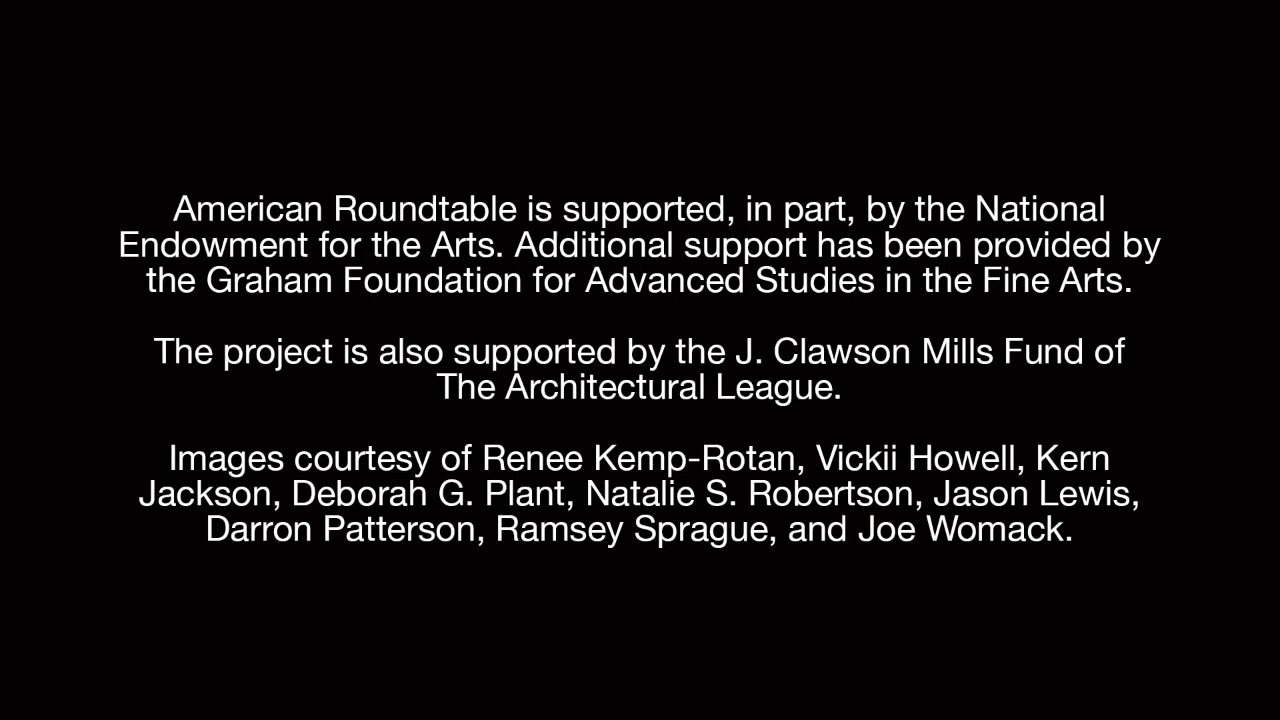 American Roundtable is supported, in part, by the National
Endowment for the Arts. Additional support has been provided by
the Graham Foundation for Advanced Studies in the Fine Arts.
The project is also supported by the J. Clawson Mills Fund of
The Architectural League.
Images courtesy of Renee Kemp-Rotan, Vickii Howell, Kern
Jackson, Deborah G. Plant, Natalie S. Robertson, Jason Lewis,
Darron Patterson, Ramsey Sprague, and Joe Womack.